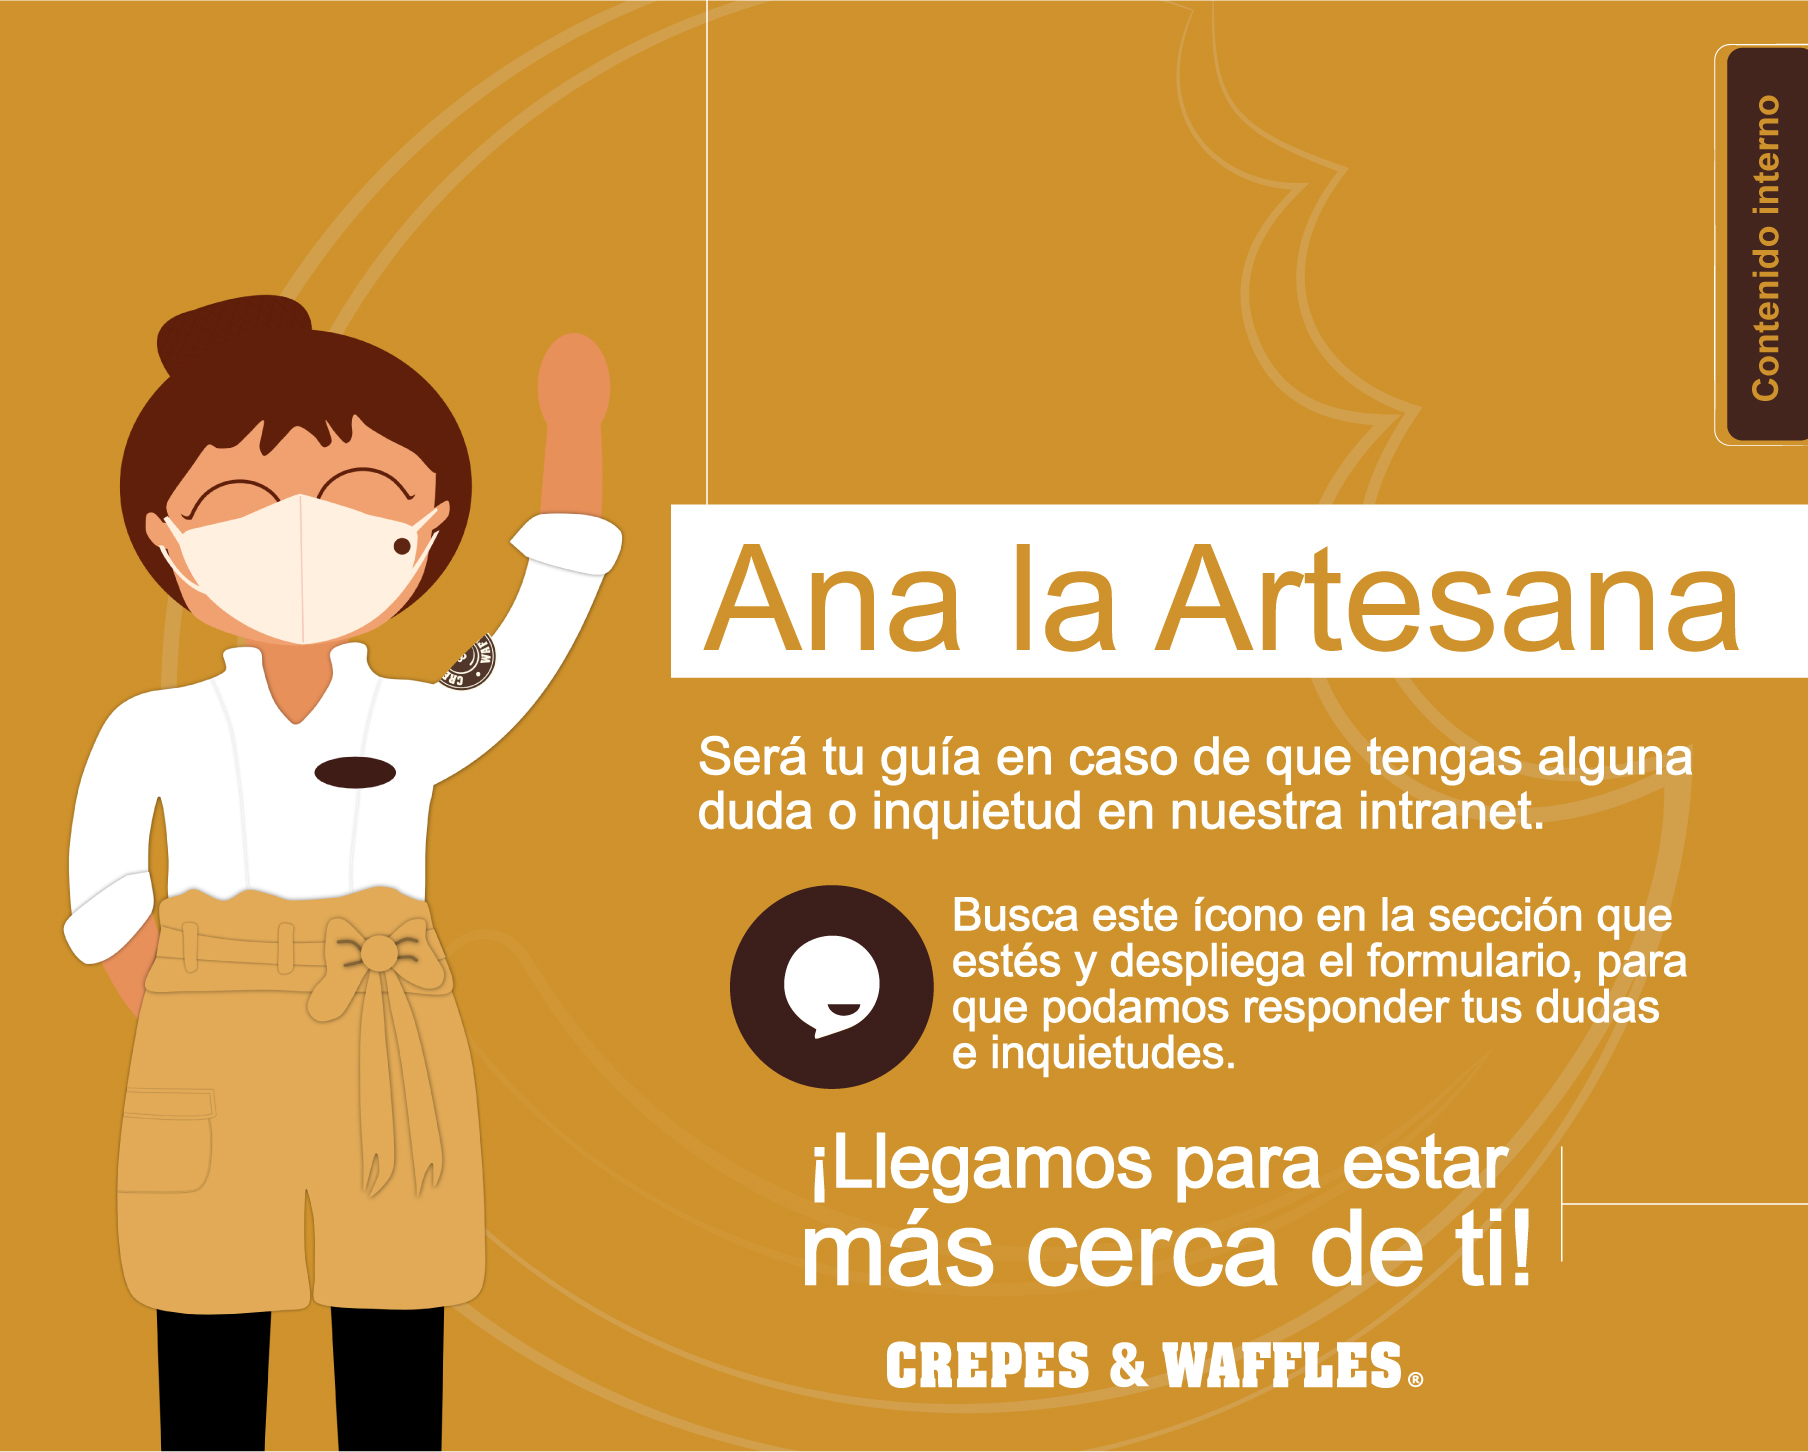 Contenido interno
Ana la Artesana
Será tu guía en caso de que tengas alguna
duda o inquietud en nuestra intranet.
Busca este ícono en la sección que
estés y despliega el formulario, para
que podamos responder tus dudas
e inquietudes.
¡Llegamos para estar
más cerca de ti!
CREPES & WAFFLES®